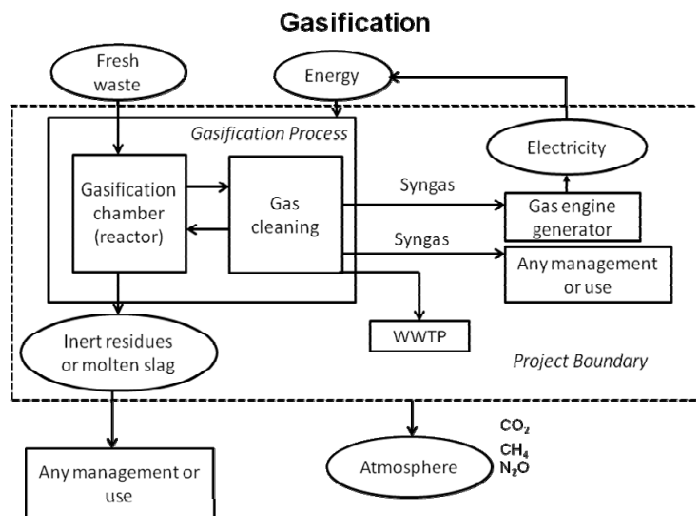 Gasification
Fresh
waste
Energy
Gasification Process
Electricity
Gasification
chamber
(reactor)
Gas
cleaning
Syngas
Gas engine
generator
Syngas
Any management
or use
WWTP
Inert residues
or molten slag
Project Boundary
CO₂
CH₄
N₂O
Atmosphere
Any management or
use